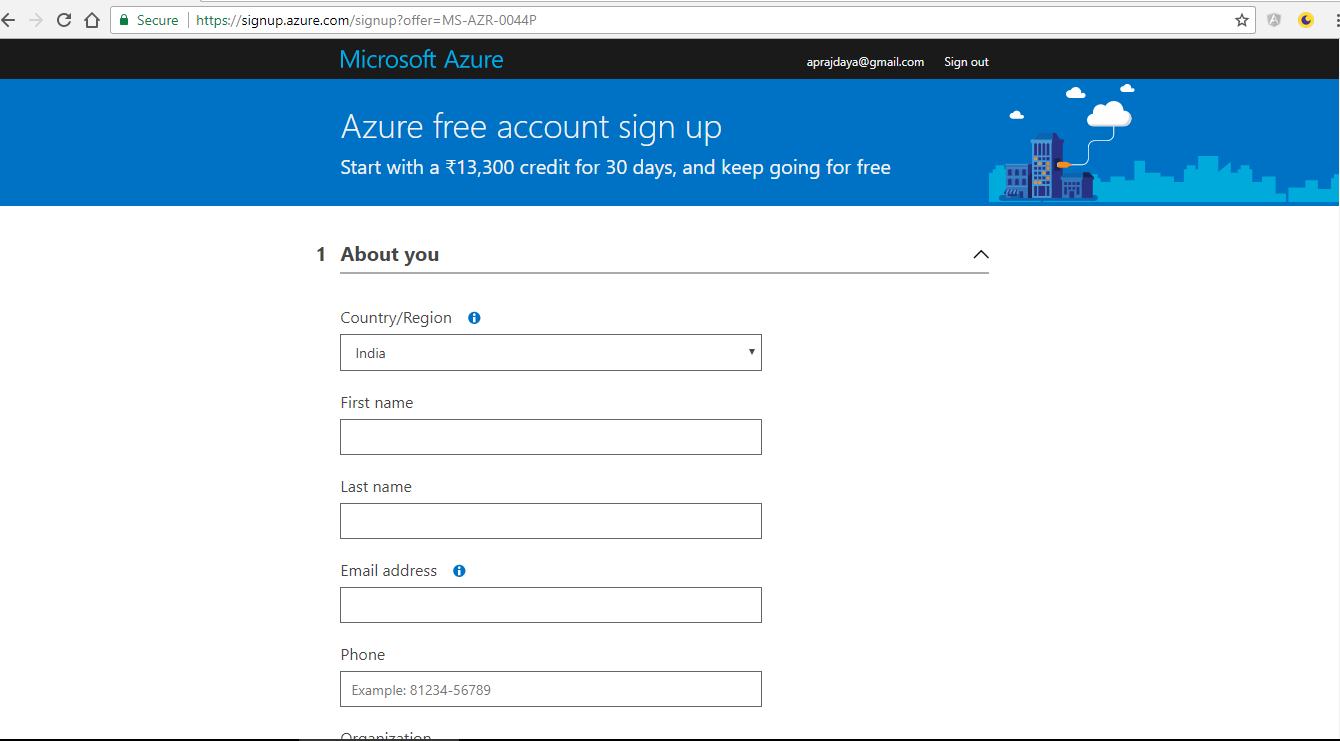 Secure https://signup.azure.com/signup?offer=MS-AZR-0044P
Microsoft Azure aprajdaya@gmail.com Sign out
Azure free account sign up
Start with a ₹13,300 credit for 30 days, and keep going for free
1 About you
Country/Region
India
First name
Last name
Email address
Phone
Example: 81234-56789
Organization